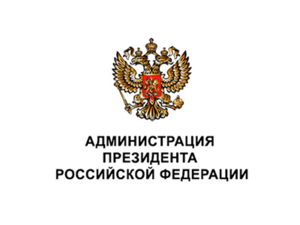 АДМИНИСТРАЦИЯ
ПРЕЗИДЕНТА
РОССИЙСКОЙ ФЕДЕРАЦИИ